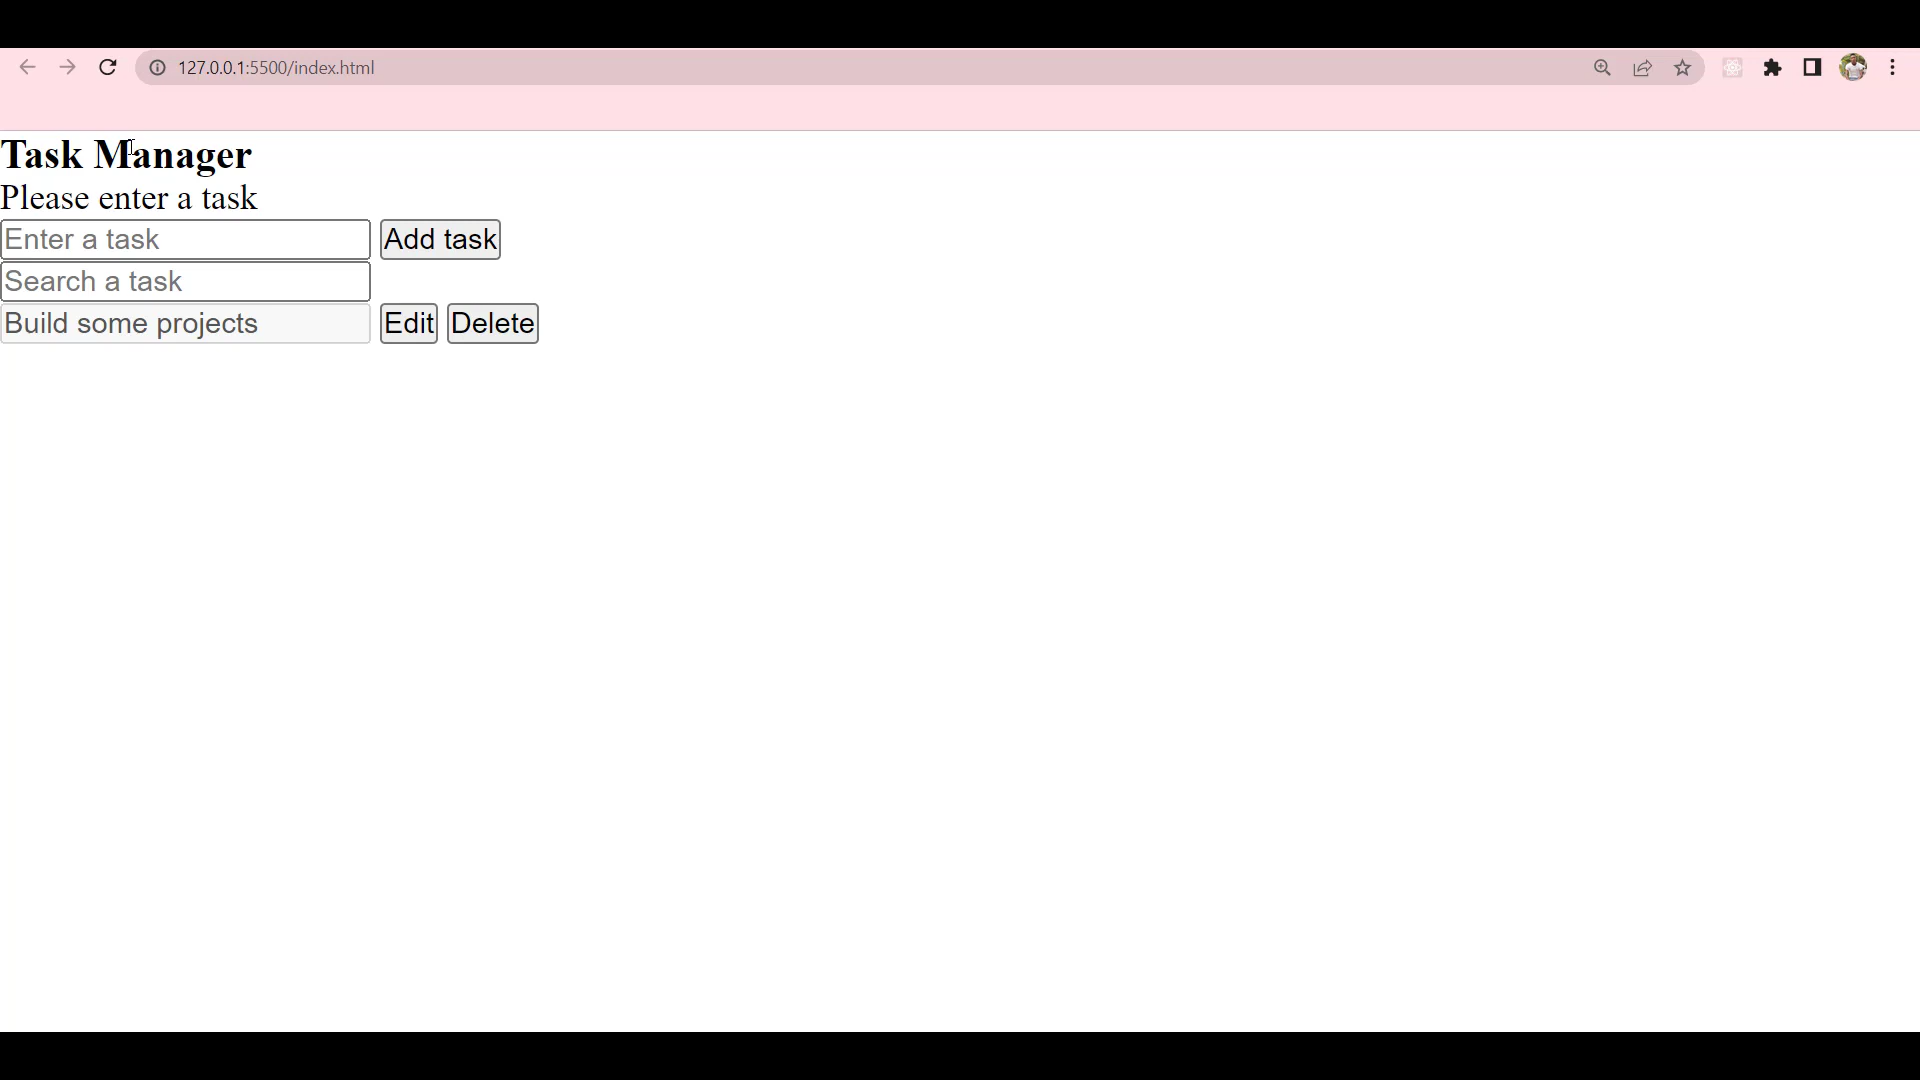 127.0.0.1:5500/index.html
Task Manager
Please enter a task
Enter a task Add task
Search a task
Build some projects Edit Delete